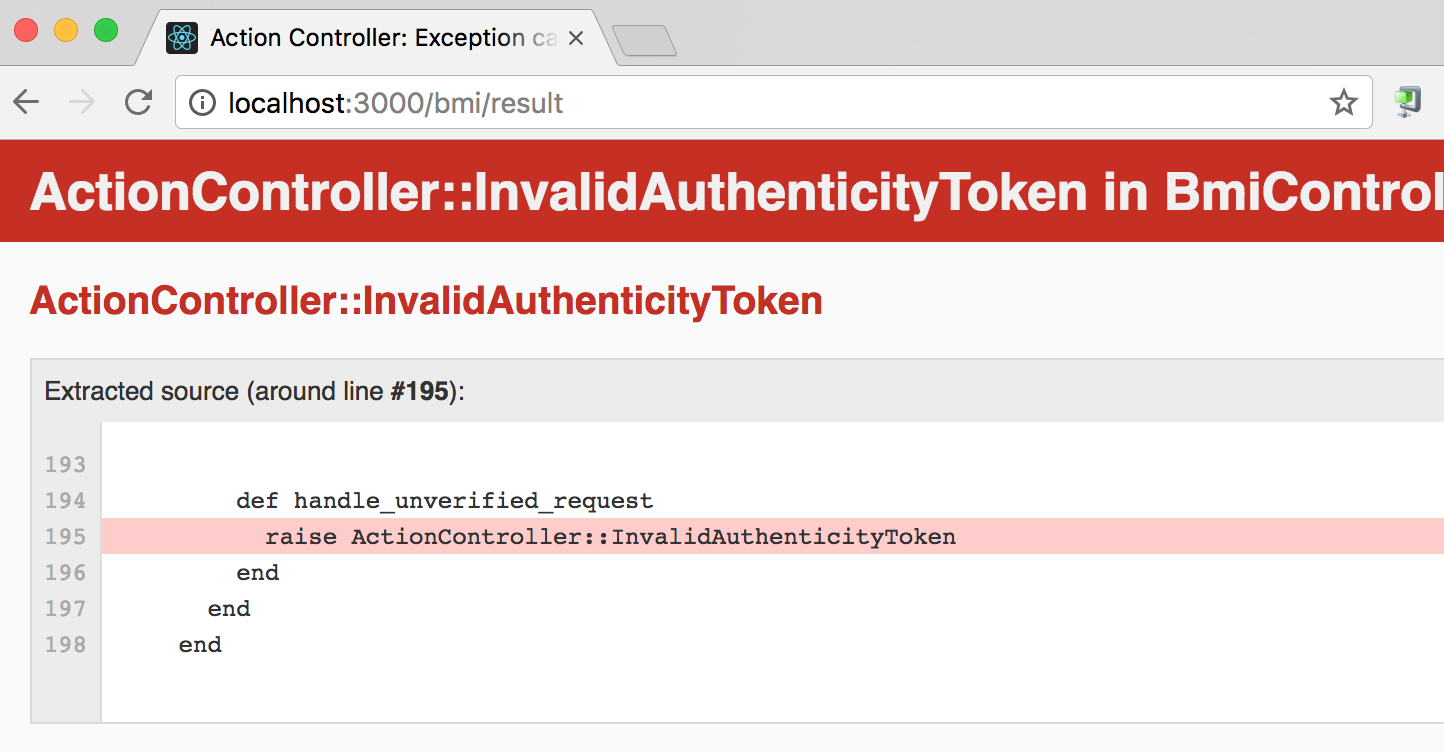 Action Controller: Exception ca
localhost:3000/bmi/result
ActionController::InvalidAuthenticityToken in BmiControl
ActionController::InvalidAuthenticityToken
Extracted source (around line #195):
193
194 def handle_unverified_request
195 raise ActionController::InvalidAuthenticityToken
196 end
197 end
198 end